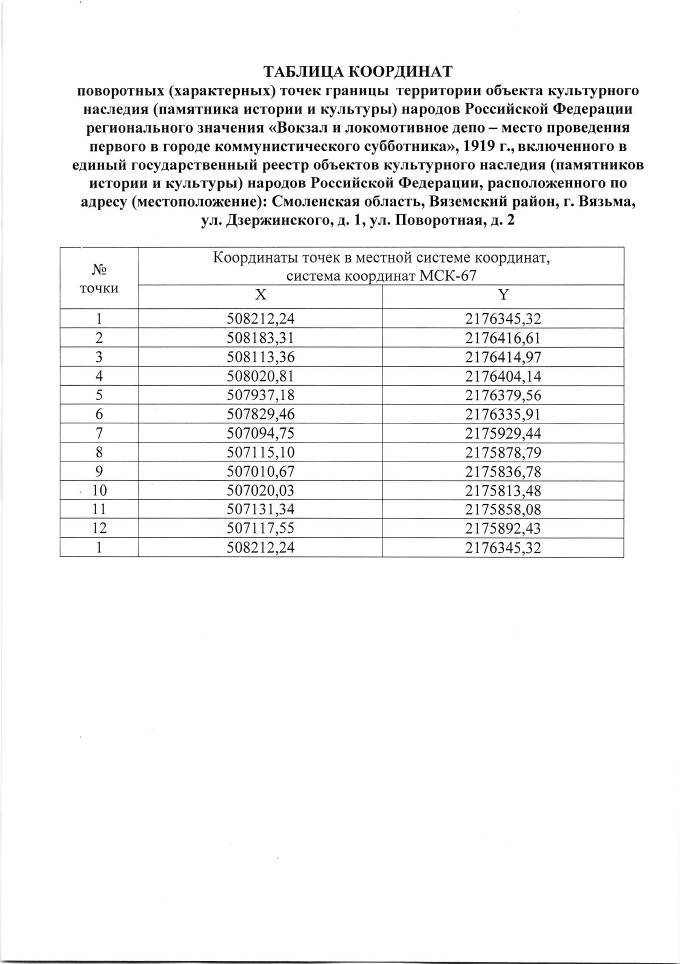 ТАБЛИЦА КООРДИНАТ
поворотных (характерных) точек границы территории объекта культурного
наследия (памятника истории и культуры) народов Российской Федерации
регионального значения «Вокзал и локомотивное депо – место проведения
первого в городе коммунистического субботника», 1919 г., включенного в
единый государственный реестр объектов культурного наследия (памятников
истории и культуры) народов Российской Федерации, расположенного по
адресу (местоположение): Смоленская область, Вяземский район, г. Вязьма,
ул. Дзержинского, д. 1, ул. Поворотная, д. 2
№ точки
Координаты точек в местной системе координат,
система координат МСК-67
X Y
1 508212,24 2176345,32
2 508183,31 2176416,61
3 508113,36 2176414,97
4 508020,81 2176404,14
5 507937,18 2176379,56
6 507829,46 2176335,91
7 507094,75 2175929,44
8 507115,10 2175878,79
9 507010,67 2175836,78
10 507020,03 2175813,48
11 507131,34 2175858,08
12 507117,55 2175892,43
1 508212,24 2176345,32